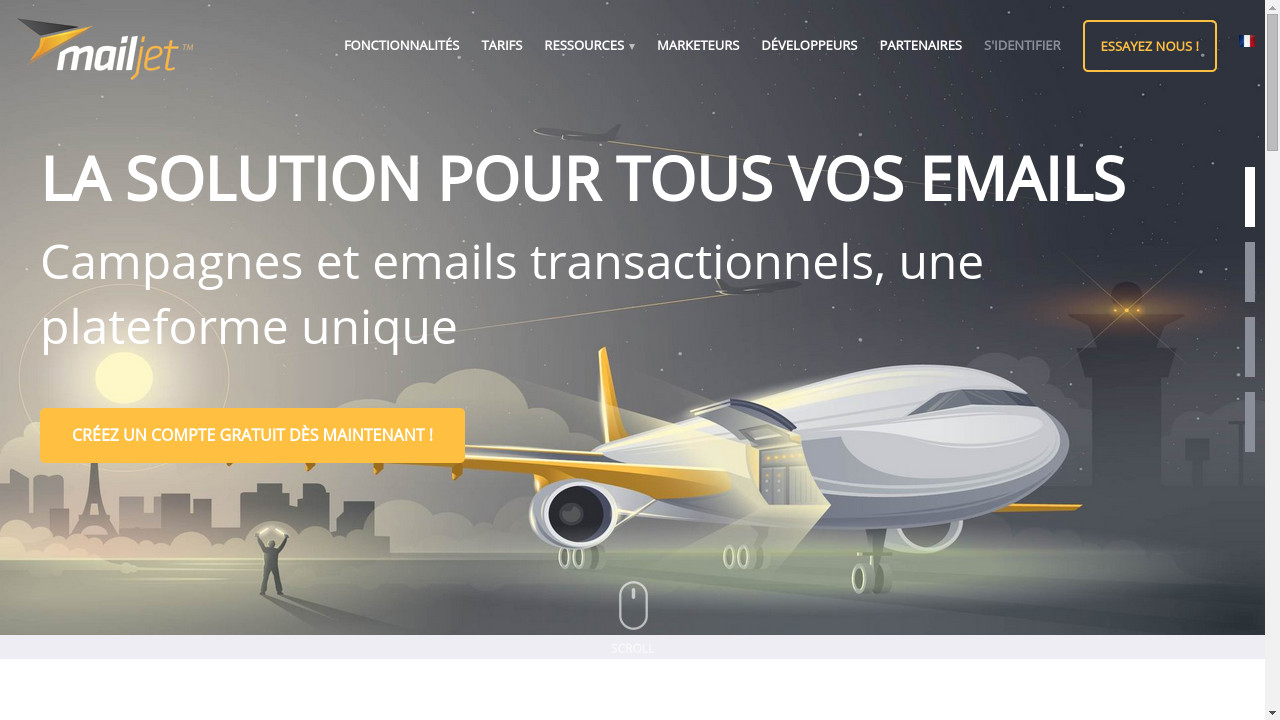 mailjet™
FONCTIONNALITÉS TARIFS RESSOURCES ▾ MARKETEURS DÉVELOPPEURS PARTENAIRES S'IDENTIFIER ESSAYEZ NOUS !
LA SOLUTION POUR TOUS VOS EMAILS
Campagnes et emails transactionnels, une
plateforme unique
CRÉEZ UN COMPTE GRATUIT DÈS MAINTENANT !
SCROLL